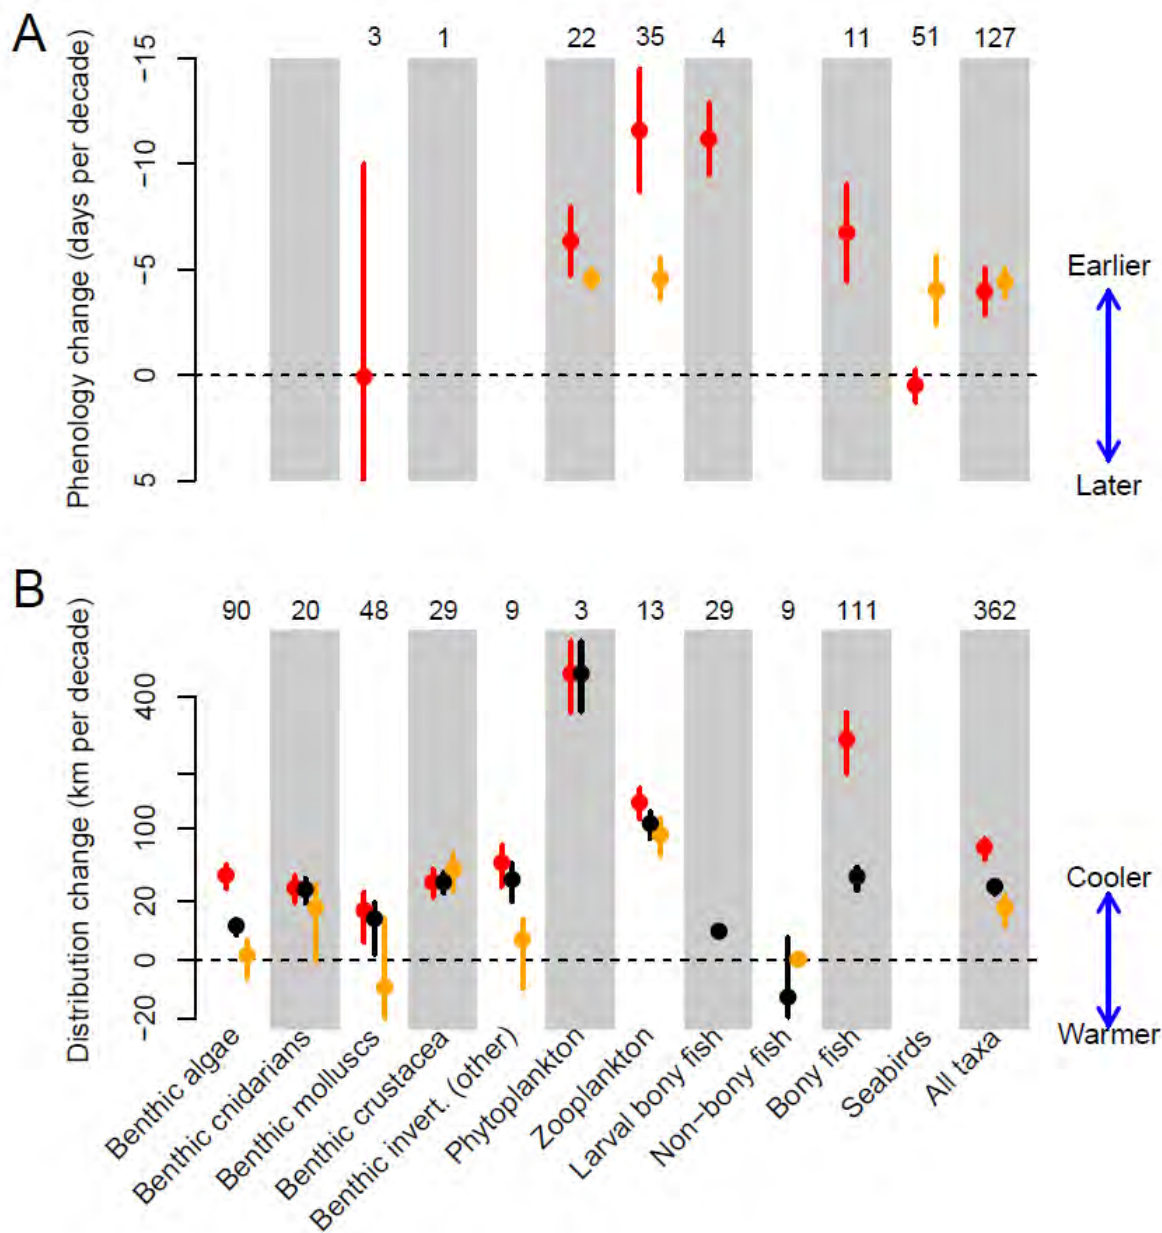 A
3 1 22 35 4 11 51 127
Phenology change (days per decade)
−15
−10
−5
0
5
Earlier
Later
B
90 20 48 29 9 3 13 29 9 111 362
Distribution change (km per decade)
400
100
20
0
−20
Cooler
Warmer
Benthic algae
Benthic cnidarians
Benthic molluscs
Benthic crustacea
Benthic invert. (other)
Phytoplankton
Zooplankton
Larval bony fish
Non−bony fish
Bony fish
Seabirds
All taxa